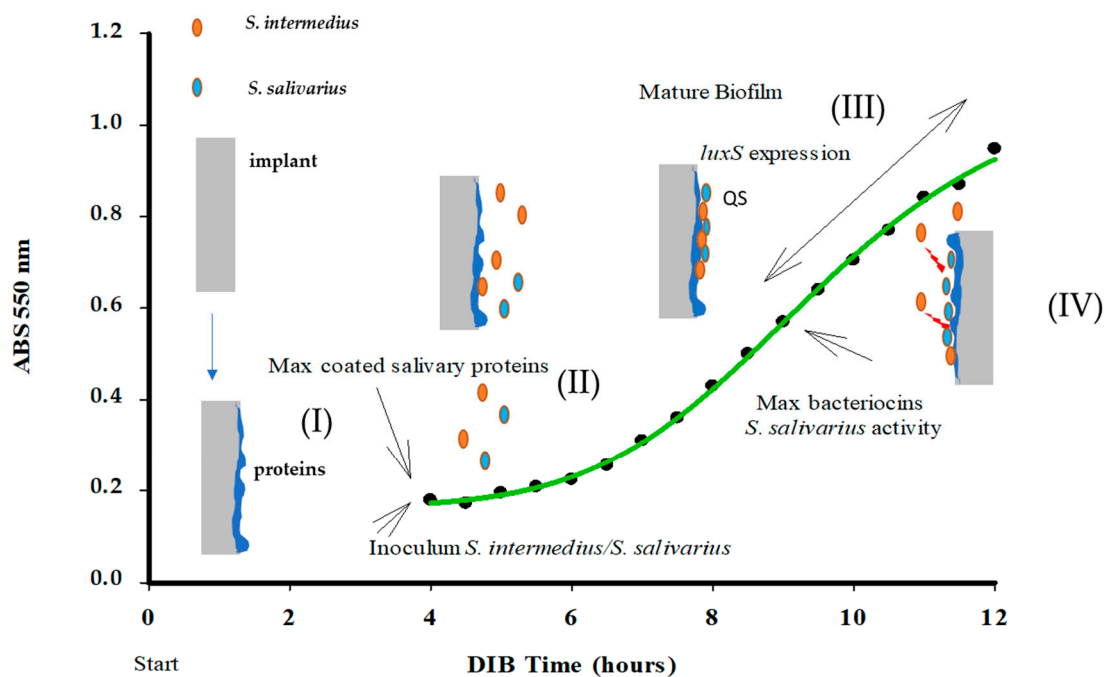 S. intermedius
S. salivarius
implant
proteins
(I)
Max coated salivary proteins
(II)
Inoculum S. intermedius/S. salivarius
Mature Biofilm
(III)
luxS expression
QS
Max bacteriocins
S. salivarius activity
(IV)
ABS550 nm
1.2
1.0
0.8
0.6
0.4
0.2
0.0
0
2
4
6
8
10
12
Start
DIB Time (hours)